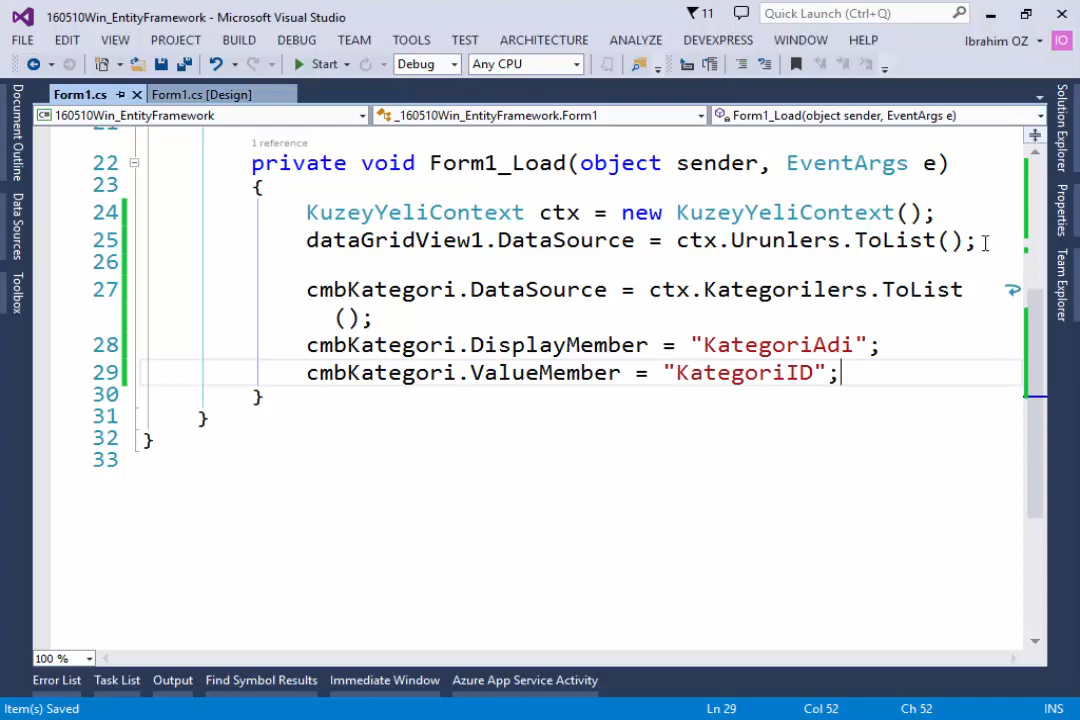 160510Win_EntityFramework - Microsoft Visual Studio
11
Quick Launch (Ctrl+Q)
FILE EDIT VIEW PROJECT BUILD DEBUG TEAM TOOLS TEST ARCHITECTURE ANALYZE DEVEXPRESS WINDOW HELP
Ibrahim OZ
IO
Start Debug Any CPU
Form1.cs Form1.cs [Design]
160510Win_EntityFramework _160510Win_EntityFramework.Form1 Form1_Load(object sender, EventArgs e)
Document Outline
Data Sources
Toolbox
Solution Explorer
Properties
Team Explorer
1 reference
22 private void Form1_Load(object sender, EventArgs e)
23 {
24 KuzeyYeliContext ctx = new KuzeyYeliContext();
25 dataGridView1.DataSource = ctx.Urunlers.ToList();
26
27 cmbKategori.DataSource = ctx.Kategorilers.ToList
();
28 cmbKategori.DisplayMember = "KategoriAdi";
29 cmbKategori.ValueMember = "KategoriID";
30 }
31 }
32 }
33
100 %
Error List Task List Output Find Symbol Results Immediate Window Azure App Service Activity
Item(s) Saved Ln 29 Col 52 Ch 52 INS